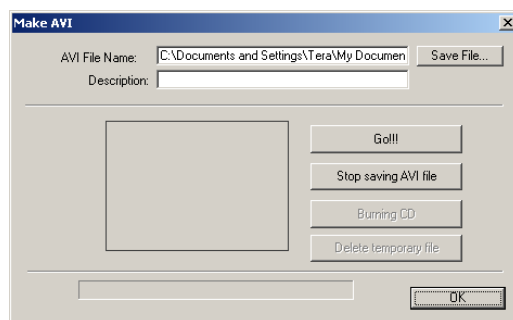 Make AVI
AVI File Name: C:\Documents and Settings\Tera\My Documen Save File...
Description:
Go!!!
Stop saving AVI file
Burning CD
Delete temporary file
OK